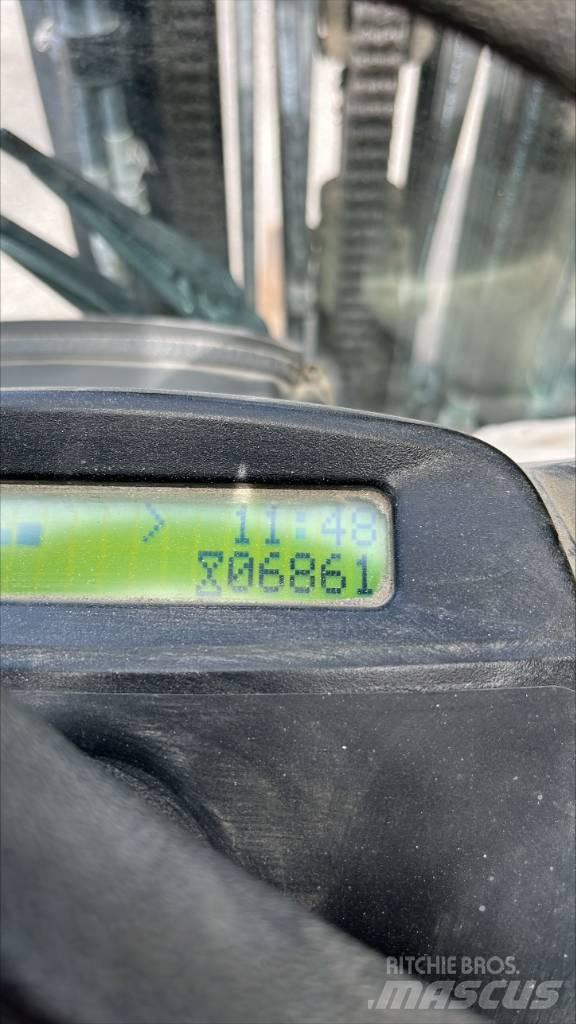 > 11:48
06861
RITCHIE BROS.
MASCUS